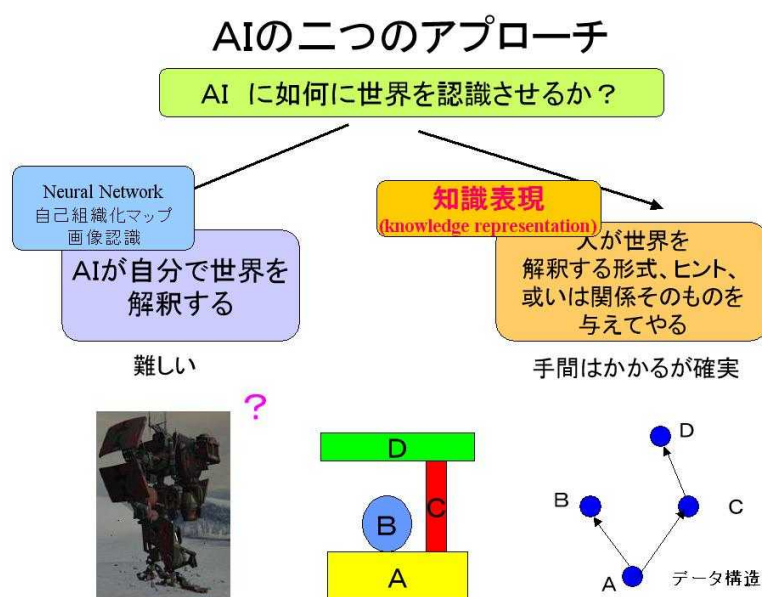 AIの二つのアプローチ
AI に如何に世界を認識させるか？
Neural Network
自己組織化マップ
画像認識
AIが自分で世界を
解釈する
難しい
知識表現
(knowledge representation)
人が世界を
解釈する形式、ヒント、
或いは関係そのものを
与えてやる
手間はかかるが確実
？
D
B
C
A
D
B
C
A
データ構造